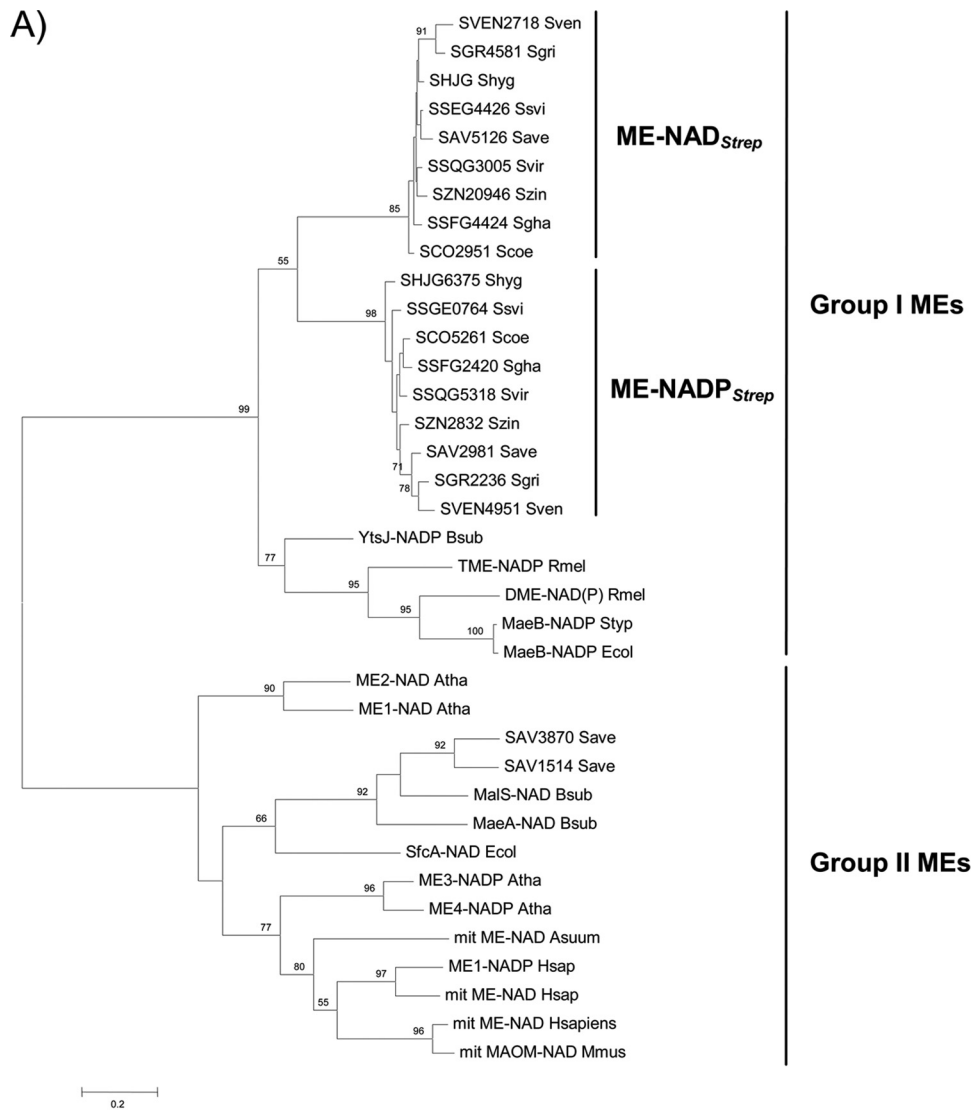 A)
91
SVEN2718 Sven
SGR4581 Sgri
SHJG Shyg
SSEG4426 Ssvi
SAV5126 Save
SSQG3005 Svir
SZN20946 Szin
SSFG4424 Sgha
85
SCO2951 Scoe
ME-NADStrep
55
SHJG6375 Shyg
98
SSGE0764 Ssvi
SCO5261 Scoe
SSFG2420 Sgha
SSQG5318 Svir
SZN2832 Szin
SAV2981 Save
71
SGR2236 Sgri
78
SVEN4951 Sven
ME-NADPStrep
Group I MEs
99
77
YtsJ-NADP Bsub
TME-NADP Rmel
95
DME-NAD(P) Rmel
95
MaeB-NADP Styp
100
MaeB-NADP Ecol
ME2-NAD Atha
90
ME1-NAD Atha
SAV3870 Save
92
SAV1514 Save
MalS-NAD Bsub
92
MaeA-NAD Bsub
66
SfcA-NAD Ecol
ME3-NADP Atha
96
ME4-NADP Atha
77
mit ME-NAD Asuum
80
ME1-NADP Hsap
97
mit ME-NAD Hsap
55
mit ME-NAD Hsapiens
96
mit MAOM-NAD Mmus
Group II MEs
0.2